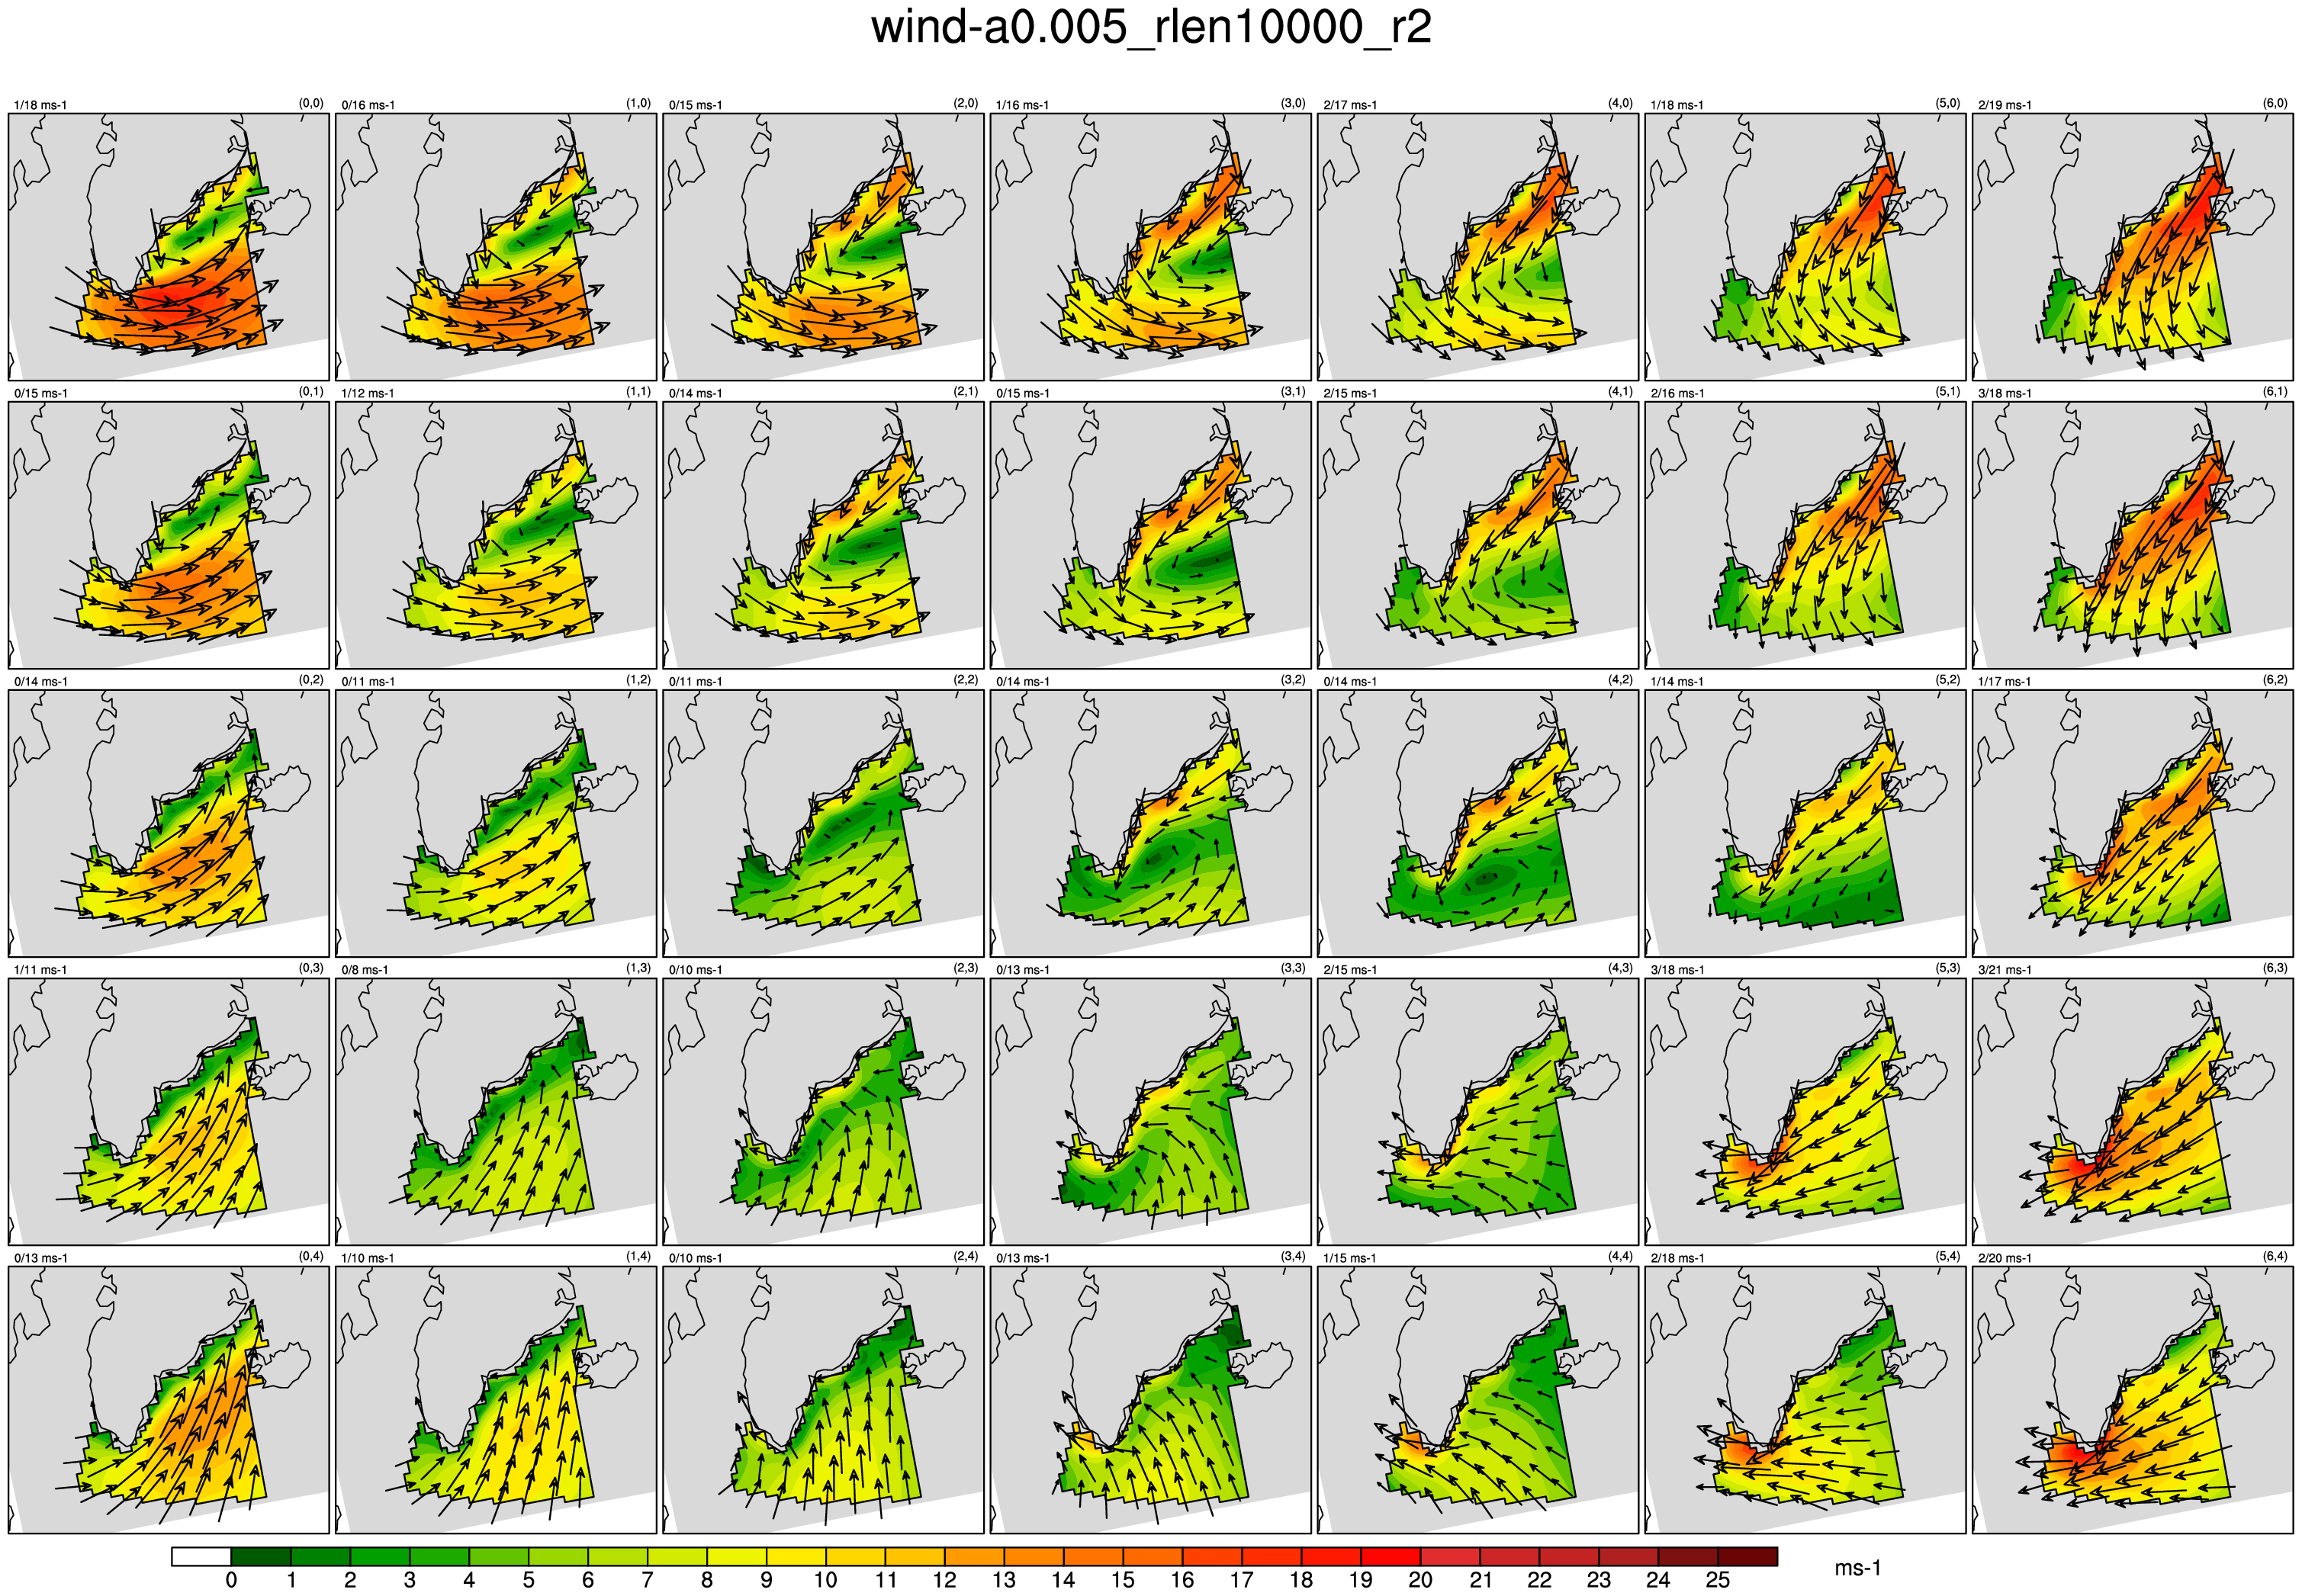 wind-a0.005_rlen10000_r2
1/18 ms-1 (0,0) 0/16 ms-1 (1,0) 0/15 ms-1 (2,0) 1/16 ms-1 (3,0) 2/17 ms-1 (4,0) 1/18 ms-1 (5,0) 2/19 ms-1 (6,0)
0/15 ms-1 (0,1) 1/12 ms-1 (1,1) 0/14 ms-1 (2,1) 0/15 ms-1 (3,1) 2/15 ms-1 (4,1) 2/16 ms-1 (5,1) 3/18 ms-1 (6,1)
0/14 ms-1 (0,2) 0/11 ms-1 (1,2) 0/11 ms-1 (2,2) 0/14 ms-1 (3,2) 0/14 ms-1 (4,2) 1/14 ms-1 (5,2) 1/17 ms-1 (6,2)
1/11 ms-1 (0,3) 0/8 ms-1 (1,3) 0/10 ms-1 (2,3) 0/13 ms-1 (3,3) 2/15 ms-1 (4,3) 3/18 ms-1 (5,3) 3/21 ms-1 (6,3)
0/13 ms-1 (0,4) 1/10 ms-1 (1,4) 0/10 ms-1 (2,4) 0/13 ms-1 (3,4) 1/15 ms-1 (4,4) 2/18 ms-1 (5,4) 2/20 ms-1 (6,4)
0 1 2 3 4 5 6 7 8 9 10 11 12 13 14 15 16 17 18 19 20 21 22 23 24 25 ms-1